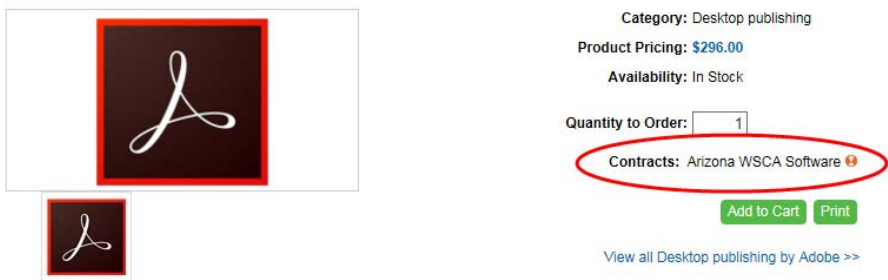 Category: Desktop publishing
Product Pricing: $296.00
Availability: In Stock
Quantity to Order: 1
Contracts: Arizona WSCA Software
Add to Cart Print
View all Desktop publishing by Adobe >>